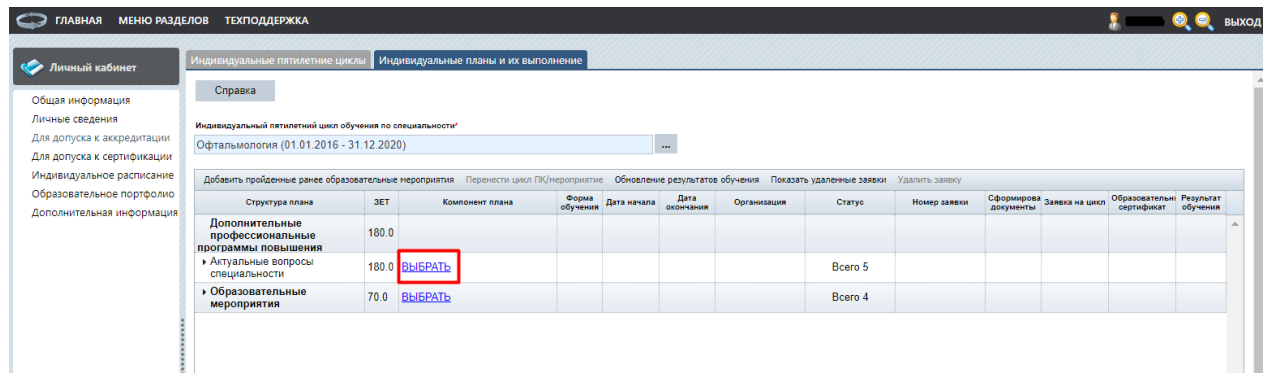 ГЛАВНАЯ МЕНЮ РАЗДЕЛОВ ТЕХПОДДЕРЖКА ВЫХОД
Личный кабинет
Общая информация
Личные сведения
Для допуска к аккредитации
Для допуска к сертификации
Индивидуальное расписание
Образовательное портфолио
Дополнительная информация
Индивидуальные пятилетние циклы Индивидуальные планы и их выполнение
Справка
Индивидуальный пятилетний цикл обучения по специальности*
Офтальмология (01.01.2016 - 31.12.2020) ...
Добавить пройденные ранее образовательные мероприятия Перенести цикл ПК/мероприятие Обновление результатов обучения Показать удаленные заявки Удалить заявку
Структура плана ЗЕТ Компонент плана Форма обучения Дата начала Дата окончания Организация Статус Номер заявки Сформирова документы Заявка на цикл Образовательн сертификат Результат обучения
Дополнительные
профессиональные 180.0
программы повышения
Актуальные вопросы
специальности 180.0 ВЫБРАТЬ Всего 5
Образовательные
мероприятия 70.0 ВЫБРАТЬ Всего 4